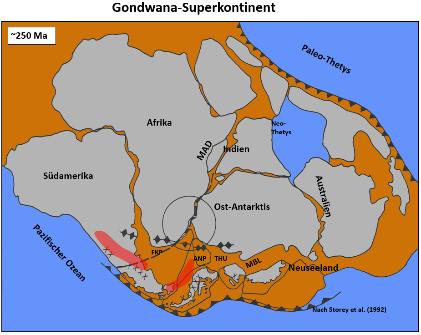 Gondwana-Superkontinent
~250 Ma
Paleo-Thetys
Afrika
Neo-
Thetys
MAD
Indien
Südamerika
Australien
Ost-Antarktis
Pazifischer Ozean
FKB
ANP
THU
MBL
Neuseeland
Nach Storey et al. (1992)